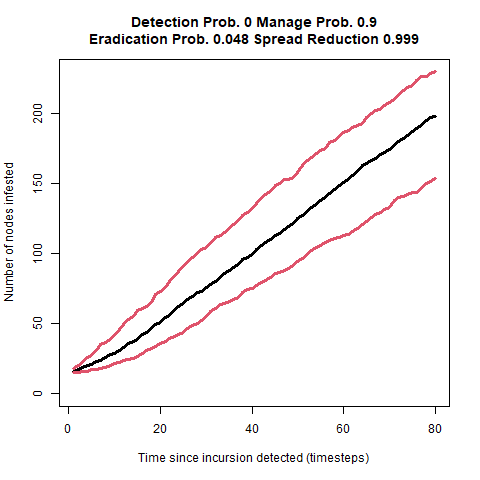 Detection Prob. 0 Manage Prob. 0.9
Eradication Prob. 0.048 Spread Reduction 0.999
Number of nodes infested
200
150
100
50
0
0 20 40 60 80
Time since incursion detected (timesteps)